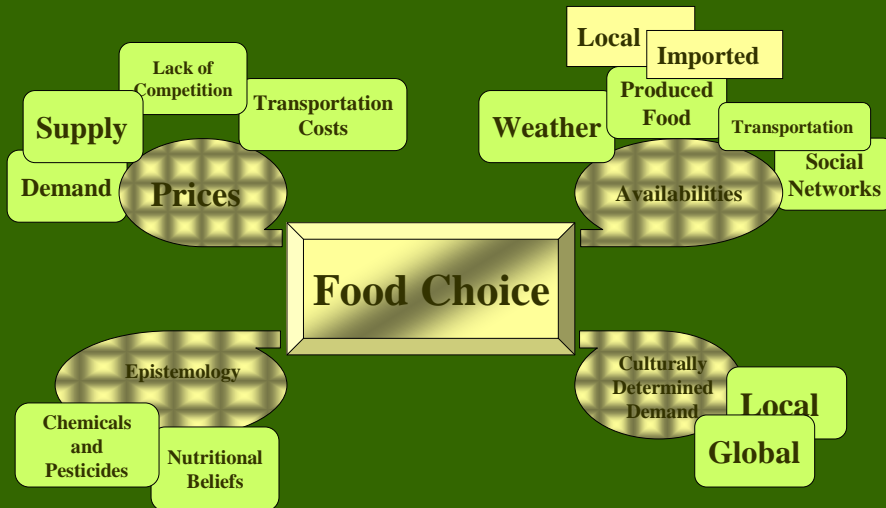 Local
Imported
Lack of
Competition
Produced
Food
Transportation
Costs
Supply
Weather
Transportation
Demand
Prices
Availabilities
Social
Networks
Food Choice
Epistemology
Culturally
Determined
Demand
Local
Global
Chemicals
and
Pesticides
Nutritional
Beliefs